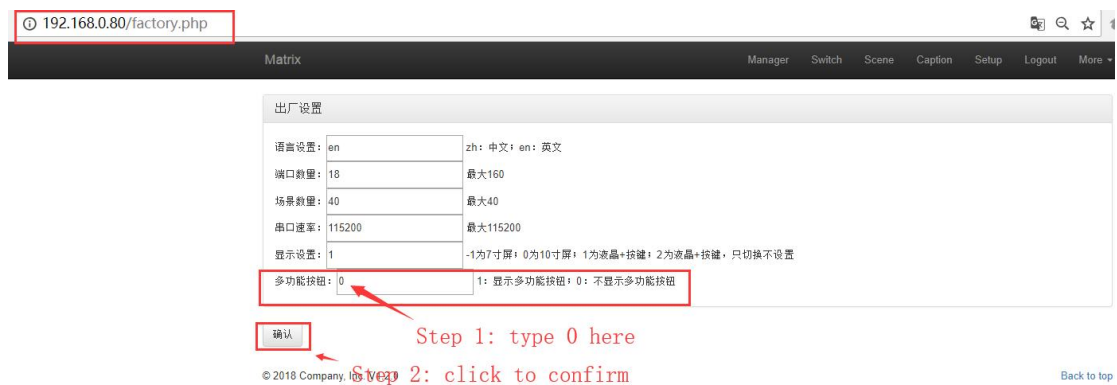 192.168.0.80/factory.php
Matrix Manager Switch Scene Caption Setup Logout More
出厂设置
语言设置: en zh: 中文; en: 英文
端口数量: 18 最大160
场景数量: 40 最大40
串口速率: 115200 最大115200
显示设置: 1 -1为7寸屏; 0为10寸屏; 1为液晶+按键; 2为液晶+按键, 只切换不设置
多功能按钮: 0 1: 显示多功能按钮; 0: 不显示多功能按钮
确认
Step 1: type 0 here
Step 2: click to confirm
© 2018 Company, Inc. V4.2.0 Back to top